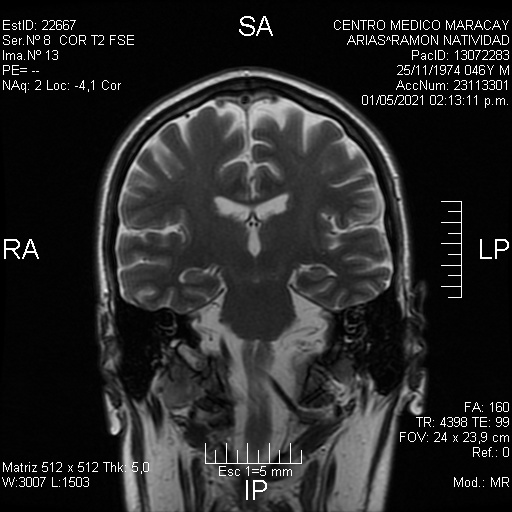 EstID: 22667
Ser.Nº 8 COR T2 FSE
Ima.Nº 13
PE= --
NAq: 2 Loc: -4,1 Cor
SA
CENTRO MEDICO MARACAY
ARIAS^RAMON NATIVIDAD
PacID: 13072283
25/11/1974 046Y M
AccNum: 23113301
01/05/2021 02:13:11 p.m.
RA
LP
FA: 160
TR: 4398 TE: 99
FOV: 24 x 23,9 cm
Ref.: 0
Mod.: MR
Matriz 512 x 512 Thk: 5,0
W:3007 L:1503
Esc 1=5 mm
IP